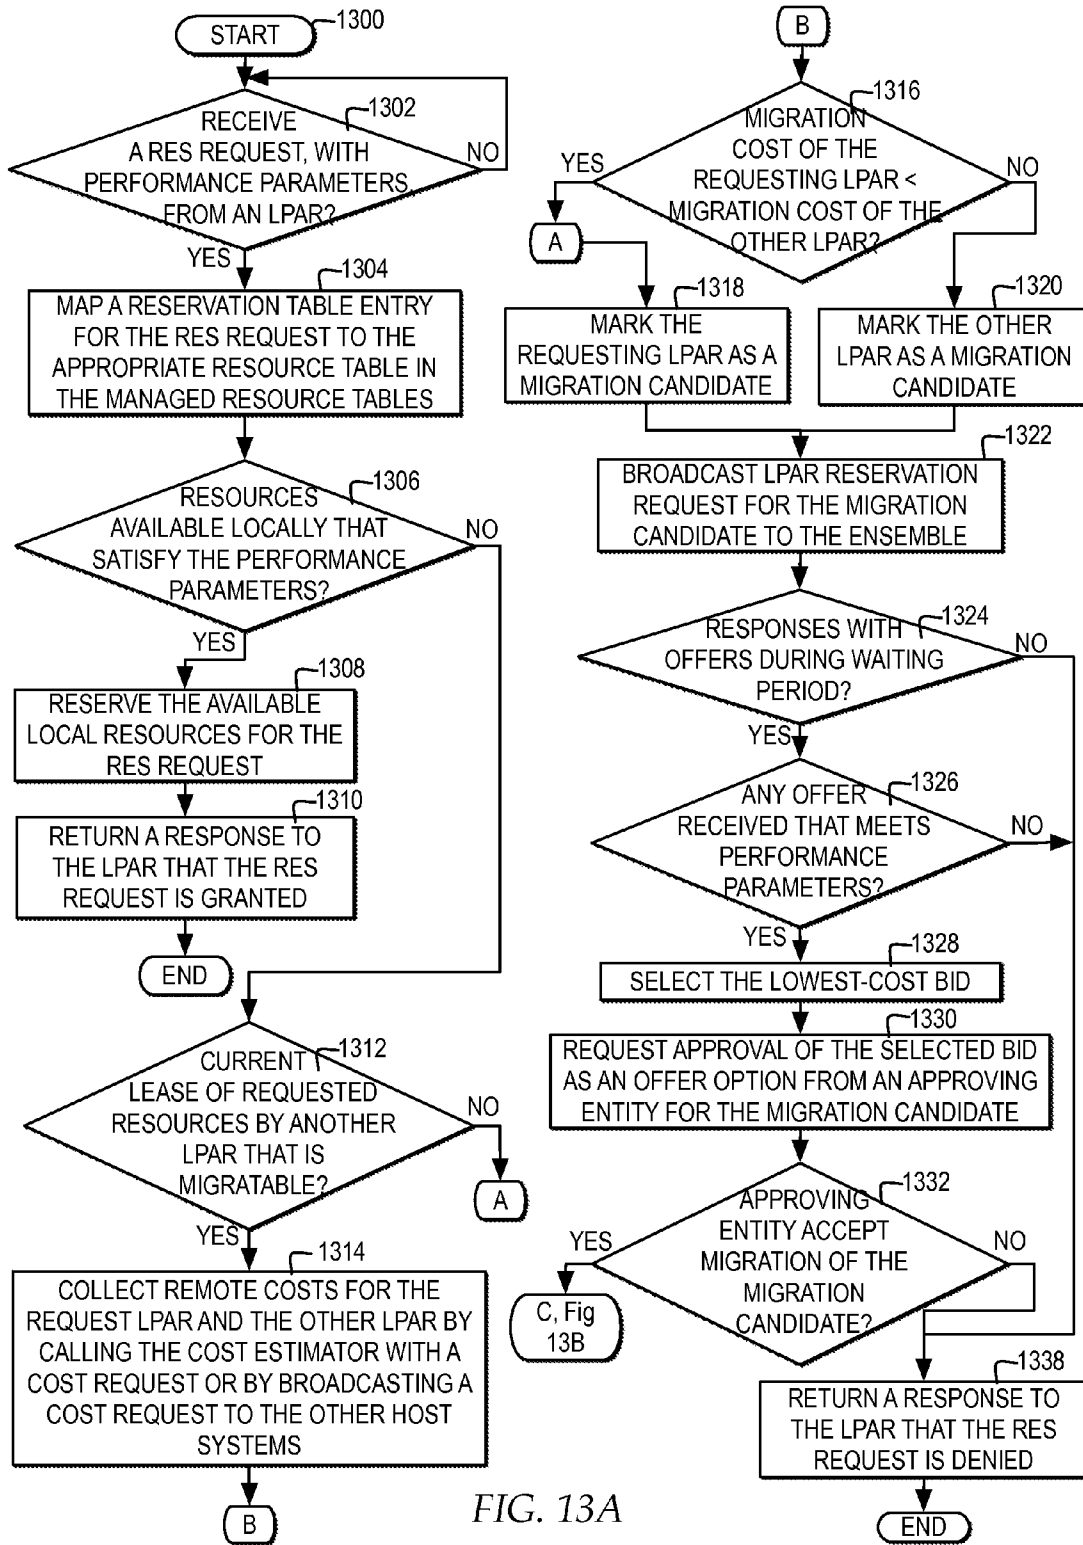 START
1300
1302
RECEIVE
A RES REQUEST, WITH
PERFORMANCE PARAMETERS,
FROM AN LPAR?
NO
YES
1304
MAP A RESERVATION TABLE ENTRY
FOR THE RES REQUEST TO THE
APPROPRIATE RESOURCE TABLE IN
THE MANAGED RESOURCE TABLES
1306
RESOURCES
AVAILABLE LOCALLY THAT
SATISFY THE PERFORMANCE
PARAMETERS?
NO
YES
1308
RESERVE THE AVAILABLE
LOCAL RESOURCES FOR THE
RES REQUEST
1310
RETURN A RESPONSE TO
THE LPAR THAT THE RES
REQUEST IS GRANTED
END
1312
CURRENT
LEASE OF REQUESTED
RESOURCES BY ANOTHER
LPAR THAT IS
MIGRATABLE?
NO
A
YES
1314
COLLECT REMOTE COSTS FOR THE
REQUEST LPAR AND THE OTHER LPAR BY
CALLING THE COST ESTIMATOR WITH A
COST REQUEST OR BY BROADCASTING A
COST REQUEST TO THE OTHER HOST
SYSTEMS
B
B
1316
MIGRATION
COST OF THE
REQUESTING LPAR <
MIGRATION COST OF THE
OTHER LPAR?
YES
NO
A
1318
MARK THE
REQUESTING LPAR AS A
MIGRATION CANDIDATE
1320
MARK THE OTHER
LPAR AS A MIGRATION
CANDIDATE
1322
BROADCAST LPAR RESERVATION
REQUEST FOR THE MIGRATION
CANDIDATE TO THE ENSEMBLE
1324
RESPONSES WITH
OFFERS DURING WAITING
PERIOD?
NO
YES
1326
ANY OFFER
RECEIVED THAT MEETS
PERFORMANCE
PARAMETERS?
NO
YES
1328
SELECT THE LOWEST-COST BID
1330
REQUEST APPROVAL OF THE SELECTED BID
AS AN OFFER OPTION FROM AN APPROVING
ENTITY FOR THE MIGRATION CANDIDATE
1332
APPROVING
ENTITY ACCEPT
MIGRATION OF THE
MIGRATION
CANDIDATE?
YES
NO
C, Fig
13B
1338
RETURN A RESPONSE TO
THE LPAR THAT THE RES
REQUEST IS DENIED
END
FIG. 13A